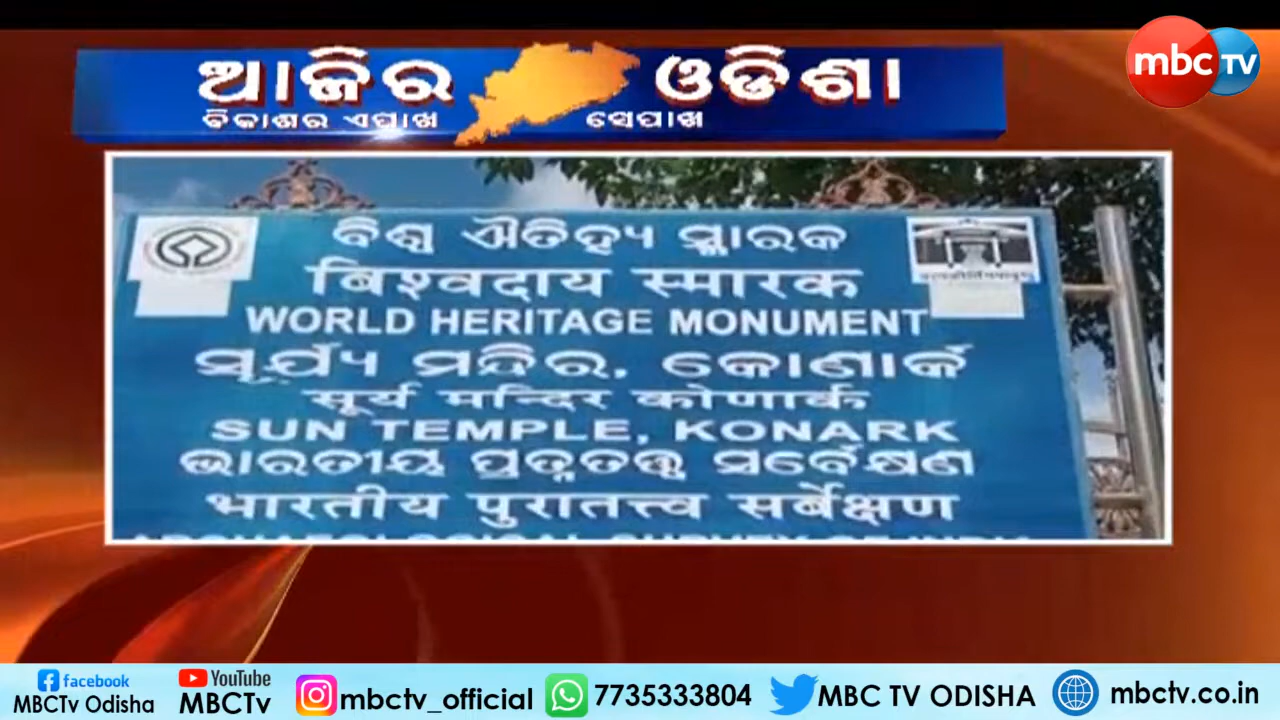 mbc TV
ଆଜିର ଓଡିଶା
ବିକାଶର ଏପାଖ ସେପାଖ
ବିଶ୍ୱ ଐତିହ୍ୟ ସ୍ମାରକ
बिश्वदाय स्मारक
WORLD HERITAGE MONUMENT
ସୂର୍ଯ୍ୟ ମନ୍ଦିର, କୋଣାର୍କ
सूर्य मन्दिर कोणार्क
SUN TEMPLE, KONARK
ଭାରତୀୟ ପ୍ରତ୍ନତତ୍ତ୍ୱ ସର୍ବେକ୍ଷଣ
भारतीय पुरातत्त्व सर्बेक्षण
facebook
MBCTv Odisha
YouTube
MBCTv
mbctv_official
7735333804
MBC TV ODISHA
mbctv.co.in